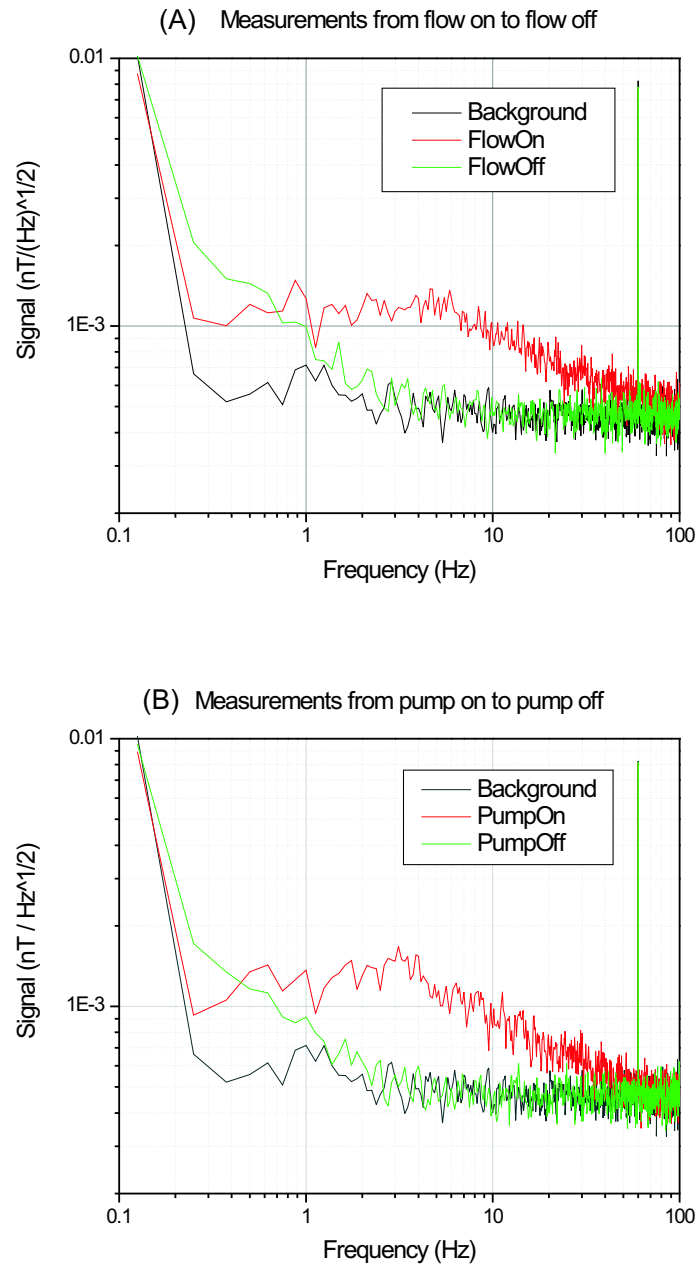 (A) Measurements from flow on to flow off
0.01
Background
FlowOn
FlowOff
Signal (nT/(Hz)^1/2)
1E-3
0.1
1
10
100
Frequency (Hz)
(B) Measurements from pump on to pump off
0.01
Background
PumpOn
PumpOff
Signal (nT / Hz^1/2)
1E-3
0.1
1
10
100
Frequency (Hz)